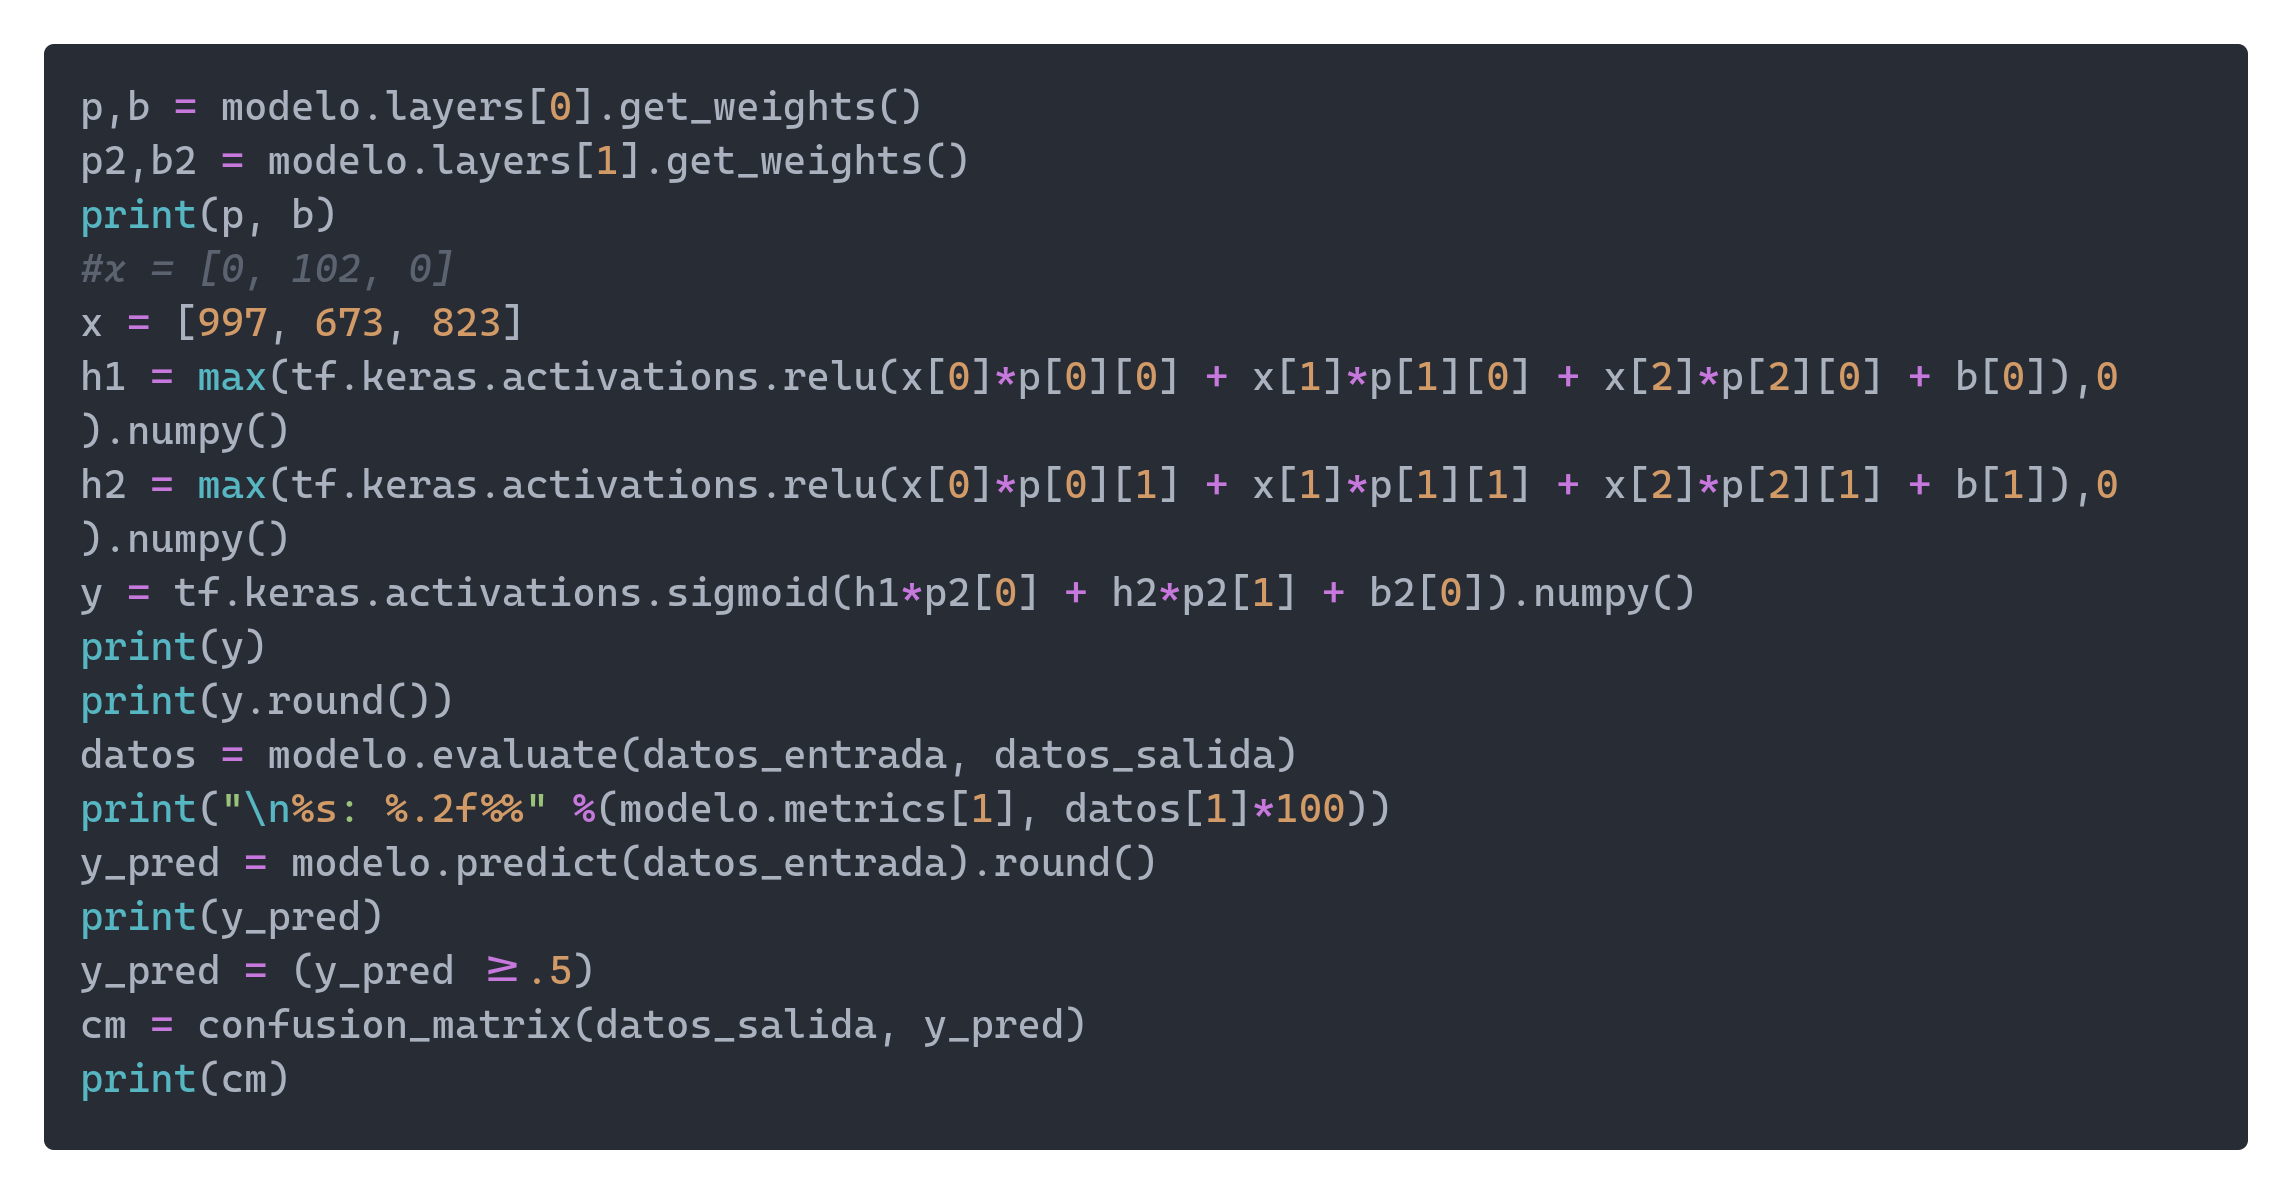 p,b = modelo.layers[0].get_weights()
p2,b2 = modelo.layers[1].get_weights()
print(p, b)
#x = [0, 102, 0]
x = [997, 673, 823]
h1 = max(tf.keras.activations.relu(x[0]*p[0][0] + x[1]*p[1][0] + x[2]*p[2][0] + b[0]),0
).numpy()
h2 = max(tf.keras.activations.relu(x[0]*p[0][1] + x[1]*p[1][1] + x[2]*p[2][1] + b[1]),0
).numpy()
y = tf.keras.activations.sigmoid(h1*p2[0] + h2*p2[1] + b2[0]).numpy()
print(y)
print(y.round())
datos = modelo.evaluate(datos_entrada, datos_salida)
print("\n%s: %.2f%%" %(modelo.metrics[1], datos[1]*100))
y_pred = modelo.predict(datos_entrada).round()
print(y_pred)
y_pred = (y_pred ≥.5)
cm = confusion_matrix(datos_salida, y_pred)
print(cm)